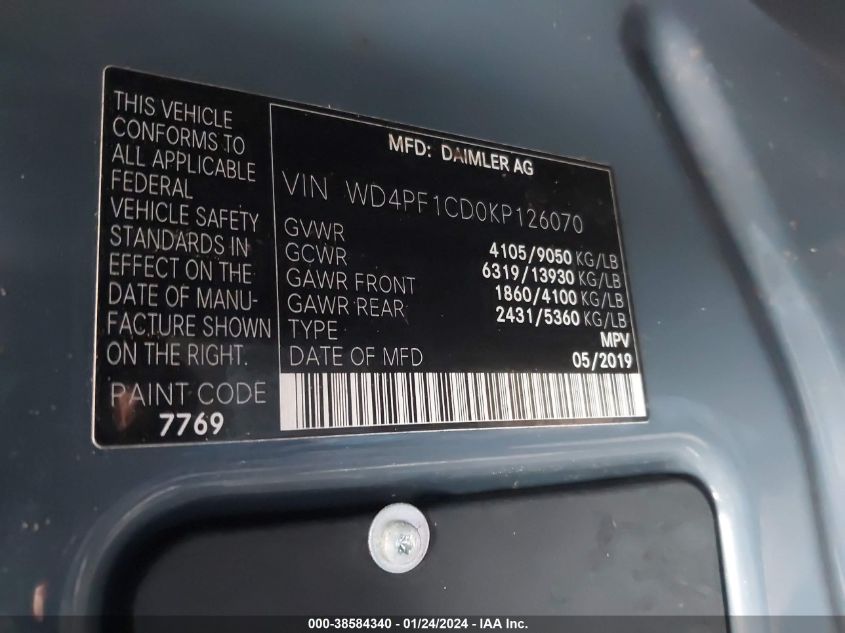 THIS VEHICLE
CONFORMS TO
ALL APPLICABLE
FEDERAL
VEHICLE SAFETY
STANDARDS IN
EFFECT ON THE
DATE OF MANU-
FACTURE SHOWN
ON THE RIGHT.
PAINT CODE
7769
MFD: DAIMLER AG
VIN WD4PF1CD0KP126070
GVWR 4105/9050 KG/LB
GCWR 6319/13930 KG/LB
GAWR FRONT 1860/4100 KG/LB
GAWR REAR 2431/5360 KG/LB
TYPE MPV
DATE OF MFD 05/2019
000-38584340 - 01/24/2024 - IAA Inc.